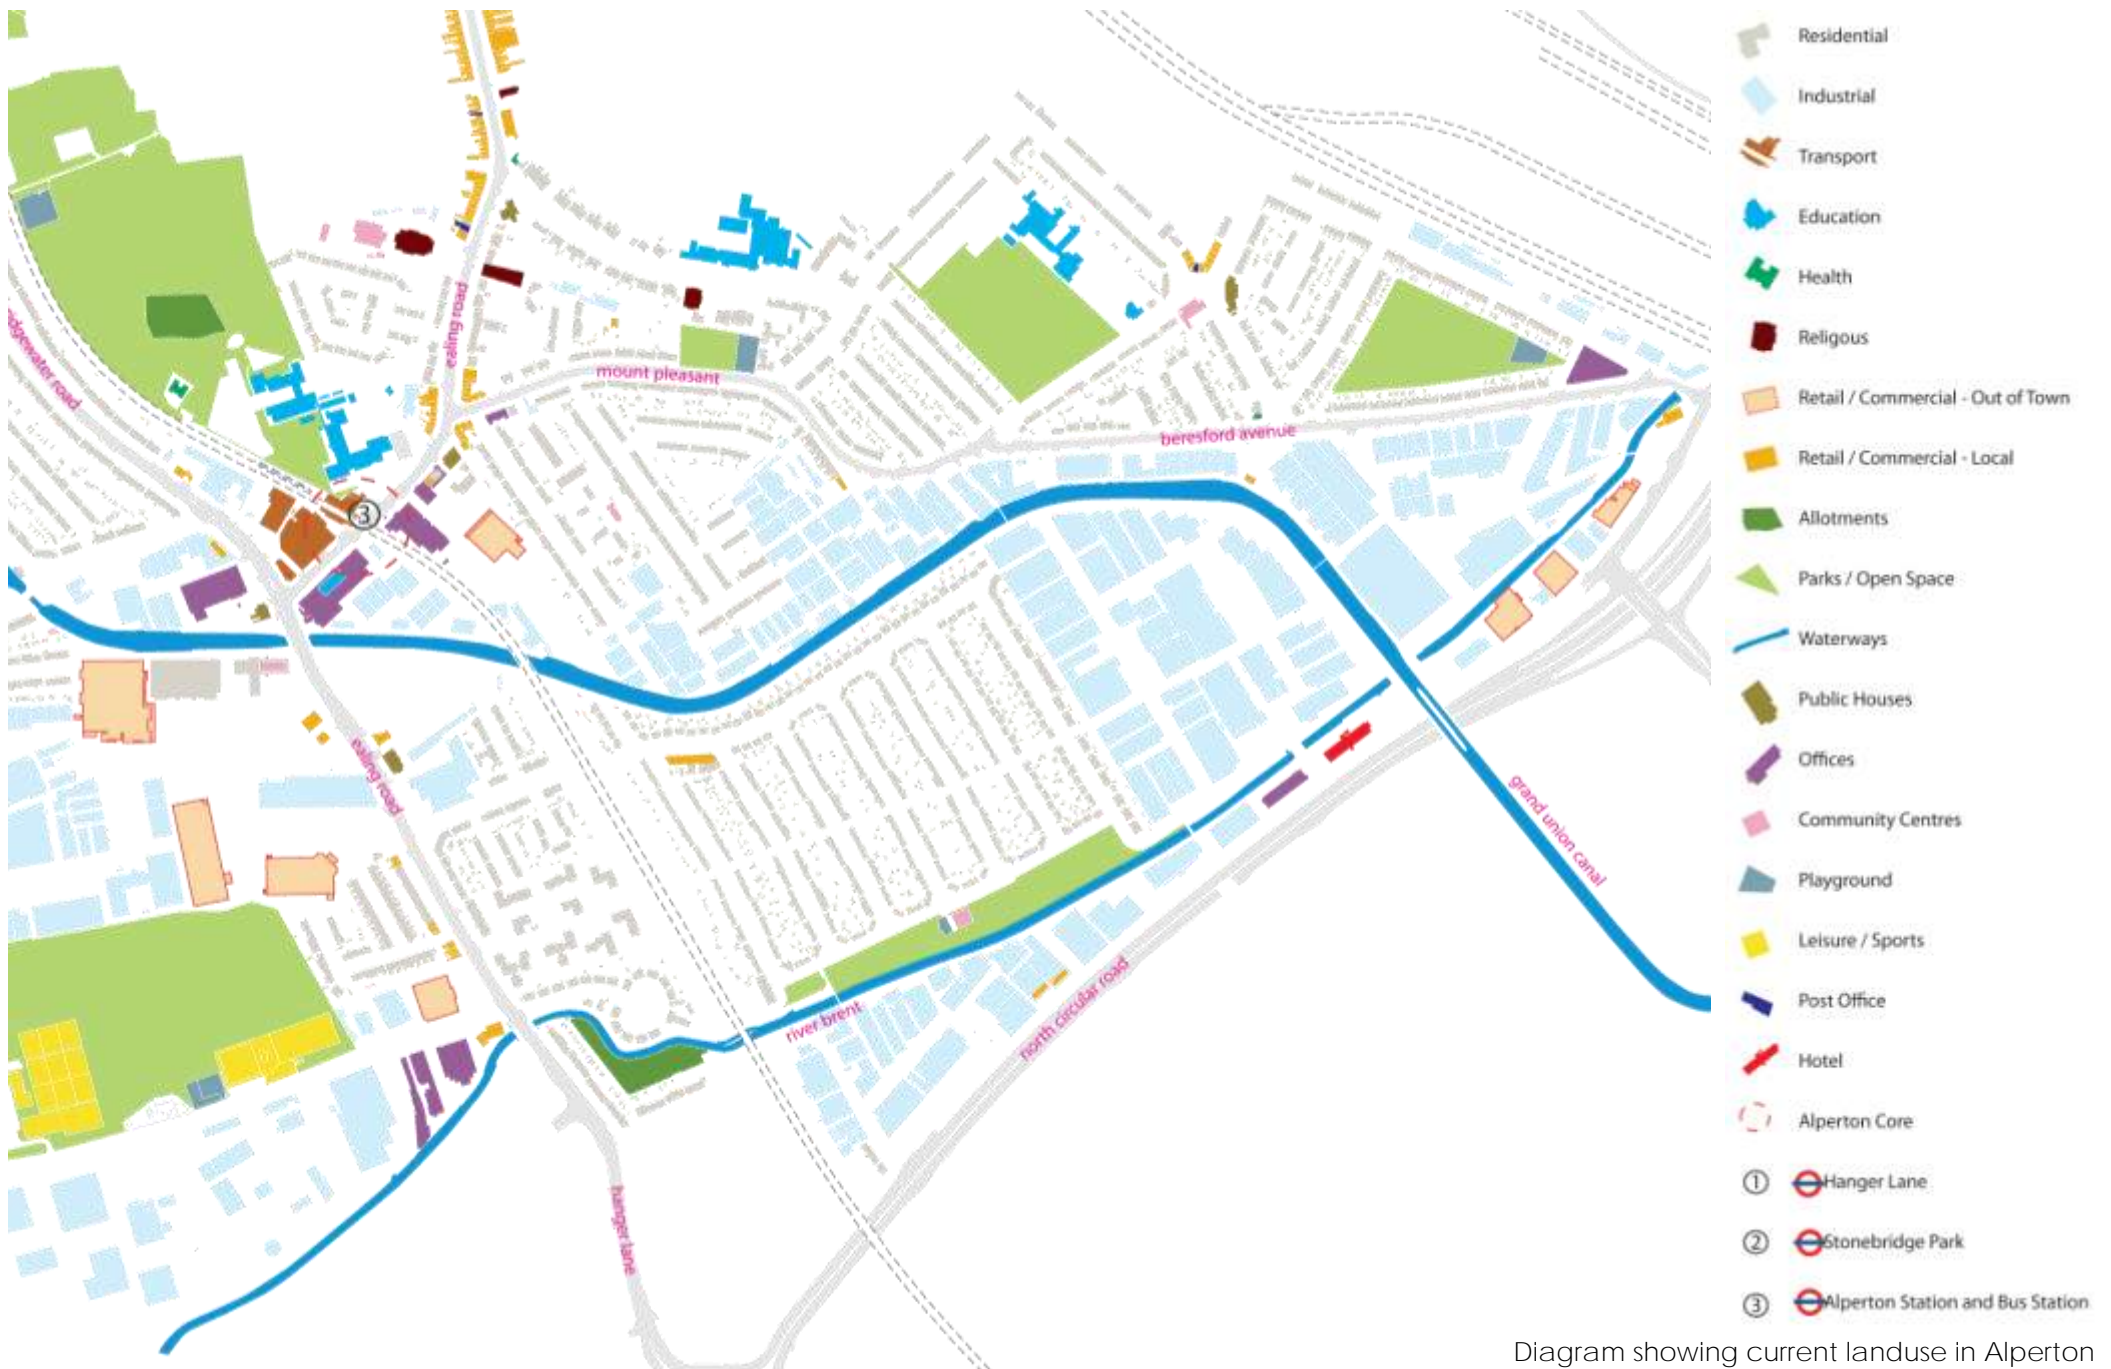 ealing road
idgewater road
mount pleasant
beresford avenue
3
ealing road
grand union canal
river brent
north circular road
hanger lane
Residential
Industrial
Transport
Education
Health
Religous
Retail / Commercial - Out of Town
Retail / Commercial - Local
Allotments
Parks / Open Space
Waterways
Public Houses
Offices
Community Centres
Playground
Leisure / Sports
Post Office
Hotel
Alperton Core
1 Hanger Lane
2 Stonebridge Park
3 Alperton Station and Bus Station
Diagram showing current landuse in Alperton